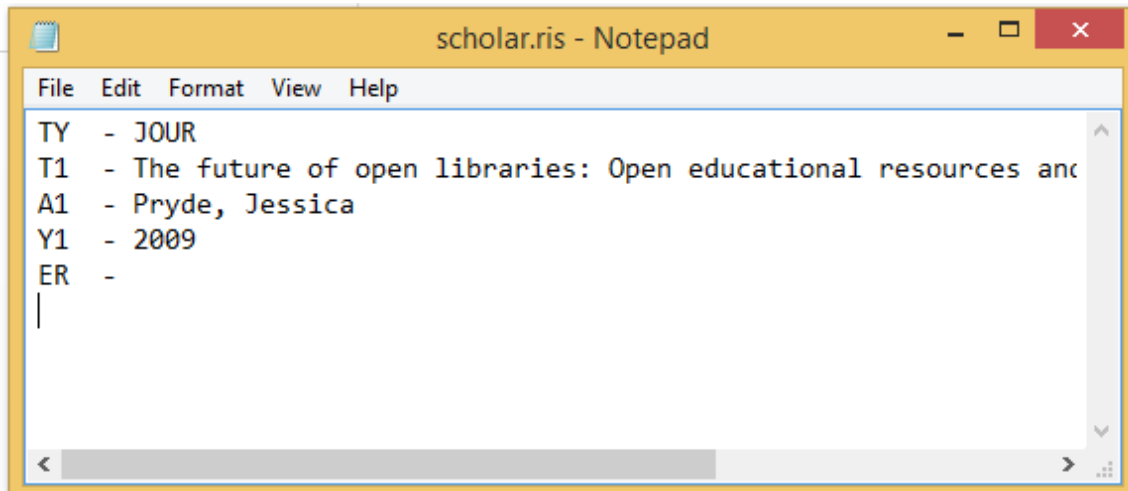 scholar.ris - Notepad
File Edit Format View Help
TY  - JOUR
T1  - The future of open libraries: Open educational resources and
A1  - Pryde, Jessica
Y1  - 2009
ER  -